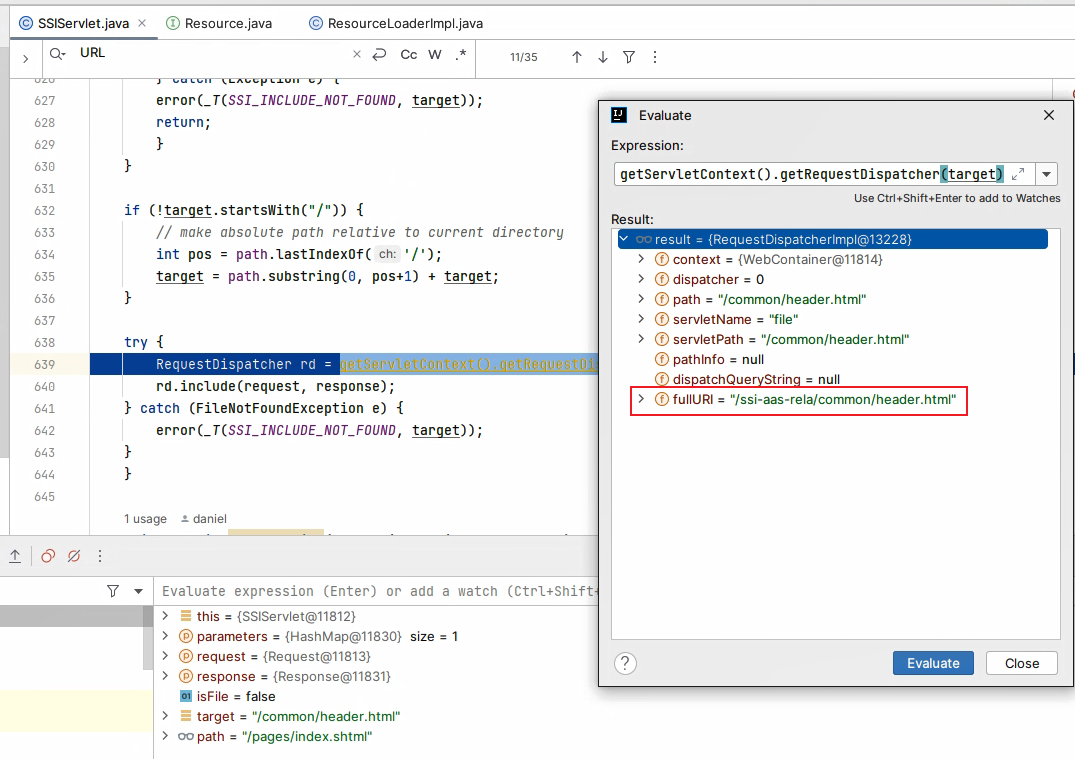 SSIServlet.java
Resource.java
ResourceLoaderImpl.java
URL
Cc W .*
11/35
627 error(_T(SSI_INCLUDE_NOT_FOUND, target));
628 return;
629 }
630 }
631
632 if (!target.startsWith("/")) {
633 // make absolute path relative to current directory
634 int pos = path.lastIndexOf( ch: '/');
635 target = path.substring(0, pos+1) + target;
636 }
637
638 try {
639 RequestDispatcher rd = getServletContext().getRequestDi
640 rd.include(request, response);
641 } catch (FileNotFoundException e) {
642 error(_T(SSI_INCLUDE_NOT_FOUND, target));
643 }
644 }
645
1 usage daniel
Evaluate
Expression:
getServletContext().getRequestDispatcher(target)
Use Ctrl+Shift+Enter to add to Watches
Result:
result = {RequestDispatcherImpl@13228}
context = {WebContainer@11814}
dispatcher = 0
path = "/common/header.html"
servletName = "file"
servletPath = "/common/header.html"
pathInfo = null
dispatchQueryString = null
fullURI = "/ssi-aas-rela/common/header.html"
? Evaluate Close
Evaluate expression (Enter) or add a watch (Ctrl+Shift+
this = {SSIServlet@11812}
parameters = {HashMap@11830} size = 1
request = {Request@11813}
response = {Response@11831}
isFile = false
target = "/common/header.html"
path = "/pages/index.shtml"